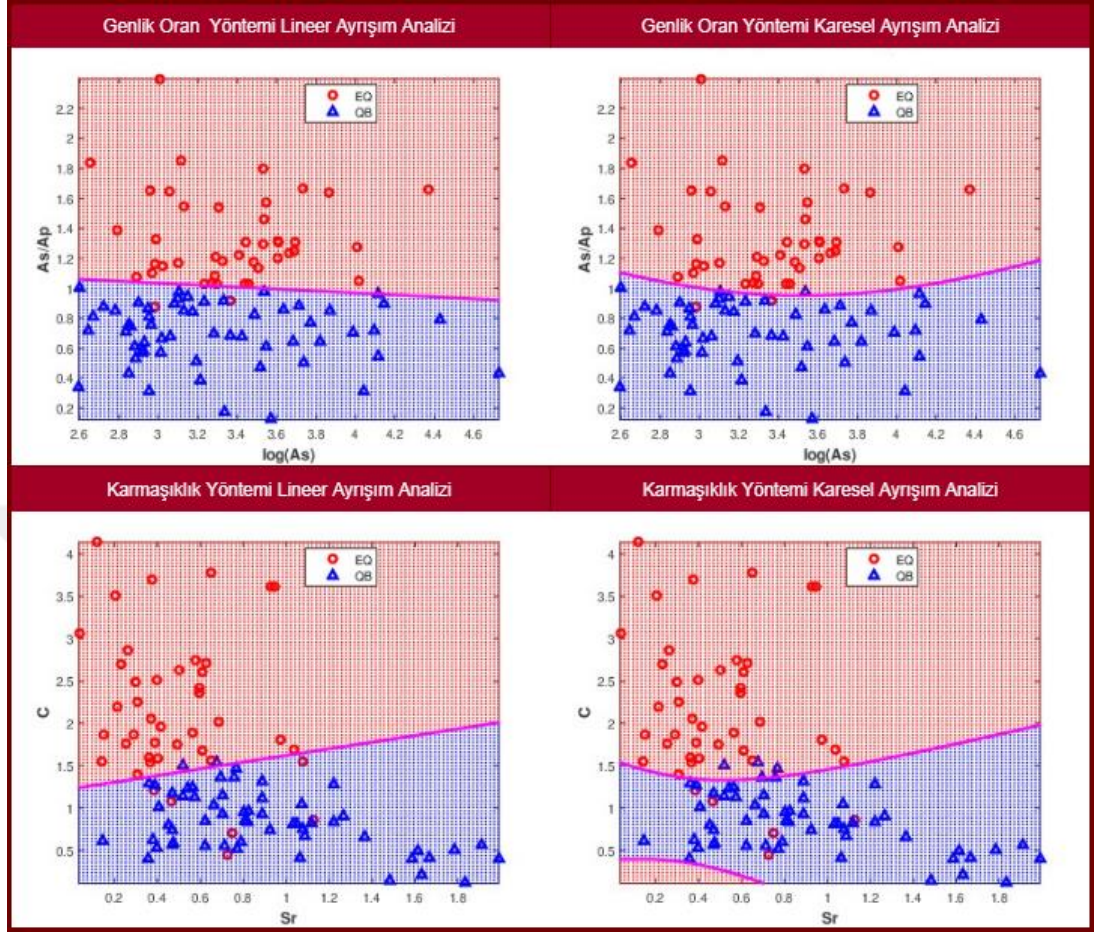 Genlik Oran Yöntemi Lineer Ayrışım Analizi
Genlik Oran Yöntemi Karesel Ayrışım Analizi
EQ
QB
As/Ap
2.2
2
1.8
1.6
1.4
1.2
1
0.8
0.6
0.4
0.2
2.6 2.8 3 3.2 3.4 3.6 3.8 4 4.2 4.4 4.6
log(As)
EQ
QB
As/Ap
2.2
2
1.8
1.6
1.4
1.2
1
0.8
0.6
0.4
0.2
2.6 2.8 3 3.2 3.4 3.6 3.8 4 4.2 4.4 4.6
log(As)
Karmaşıklık Yöntemi Lineer Ayrışım Analizi
Karmaşıklık Yöntemi Karesel Ayrışım Analizi
EQ
QB
C
4
3.5
3
2.5
2
1.5
1
0.5
0.2 0.4 0.6 0.8 1 1.2 1.4 1.6 1.8
Sr
EQ
QB
C
4
3.5
3
2.5
2
1.5
1
0.5
0.2 0.4 0.6 0.8 1 1.2 1.4 1.6 1.8
Sr